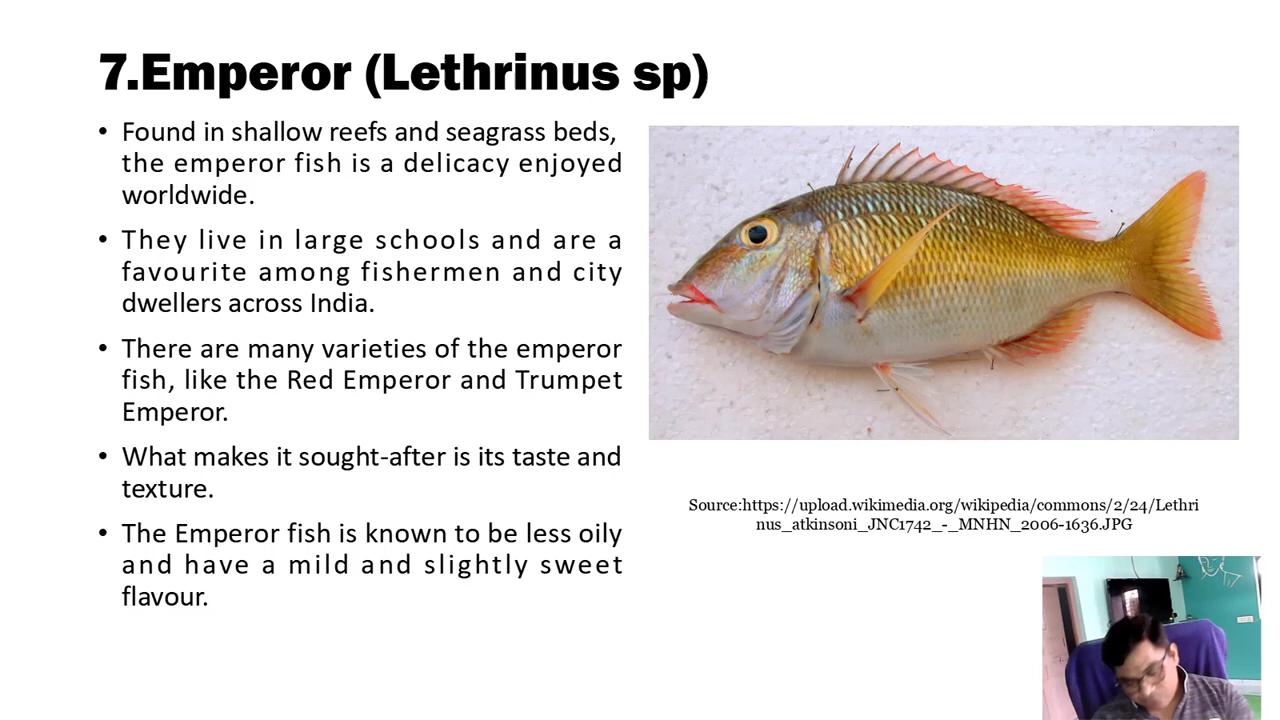 7.Emperor (Lethrinus sp)
• Found in shallow reefs and seagrass beds,
the emperor fish is a delicacy enjoyed
worldwide.
• They live in large schools and are a
favourite among fishermen and city
dwellers across India.
• There are many varieties of the emperor
fish, like the Red Emperor and Trumpet
Emperor.
• What makes it sought-after is its taste and
texture.
• The Emperor fish is known to be less oily
and have a mild and slightly sweet
flavour.
Source:https://upload.wikimedia.org/wikipedia/commons/2/24/Lethri
nus_atkinsoni_JNC1742_-_MNHN_2006-1636.JPG